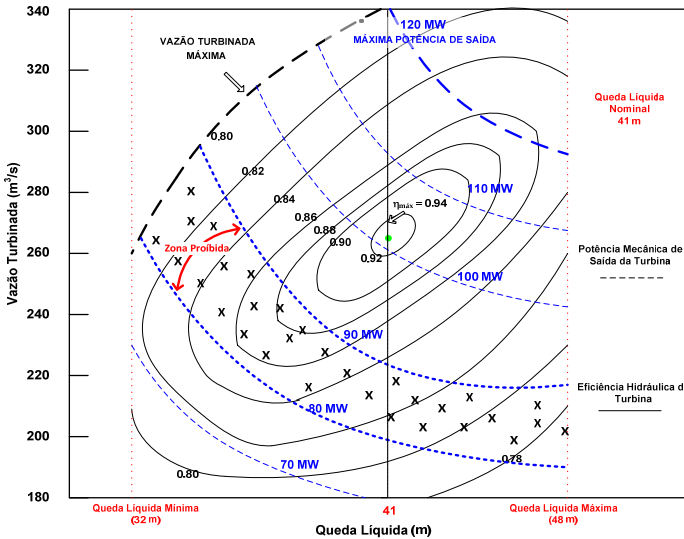 340
320
300
280
260
240
220
200
180
Vazão Turbinada (m³/s)
VAZÃO TURBINADA
MÁXIMA
120 MW
MÁXIMA POTÊNCIA DE SAÍDA
Queda Líquida
Nominal
41 m
0.80
0.82
0.84
0.86
0.88
0.90
0.92
ηmáx = 0.94
110 MW
100 MW
90 MW
80 MW
70 MW
Zona Proíbida
X X X X X X X X X X X X X X X X X X X X X X X X X X X X X X
Potência Mecânica de
Saída da Turbina
Eficiência Hidráulica d
Turbina
0.80
0.78
Queda Líquida Mínima
(32 m)
41
Queda Líquida Máxima
(48 m)
Queda Líquida (m)